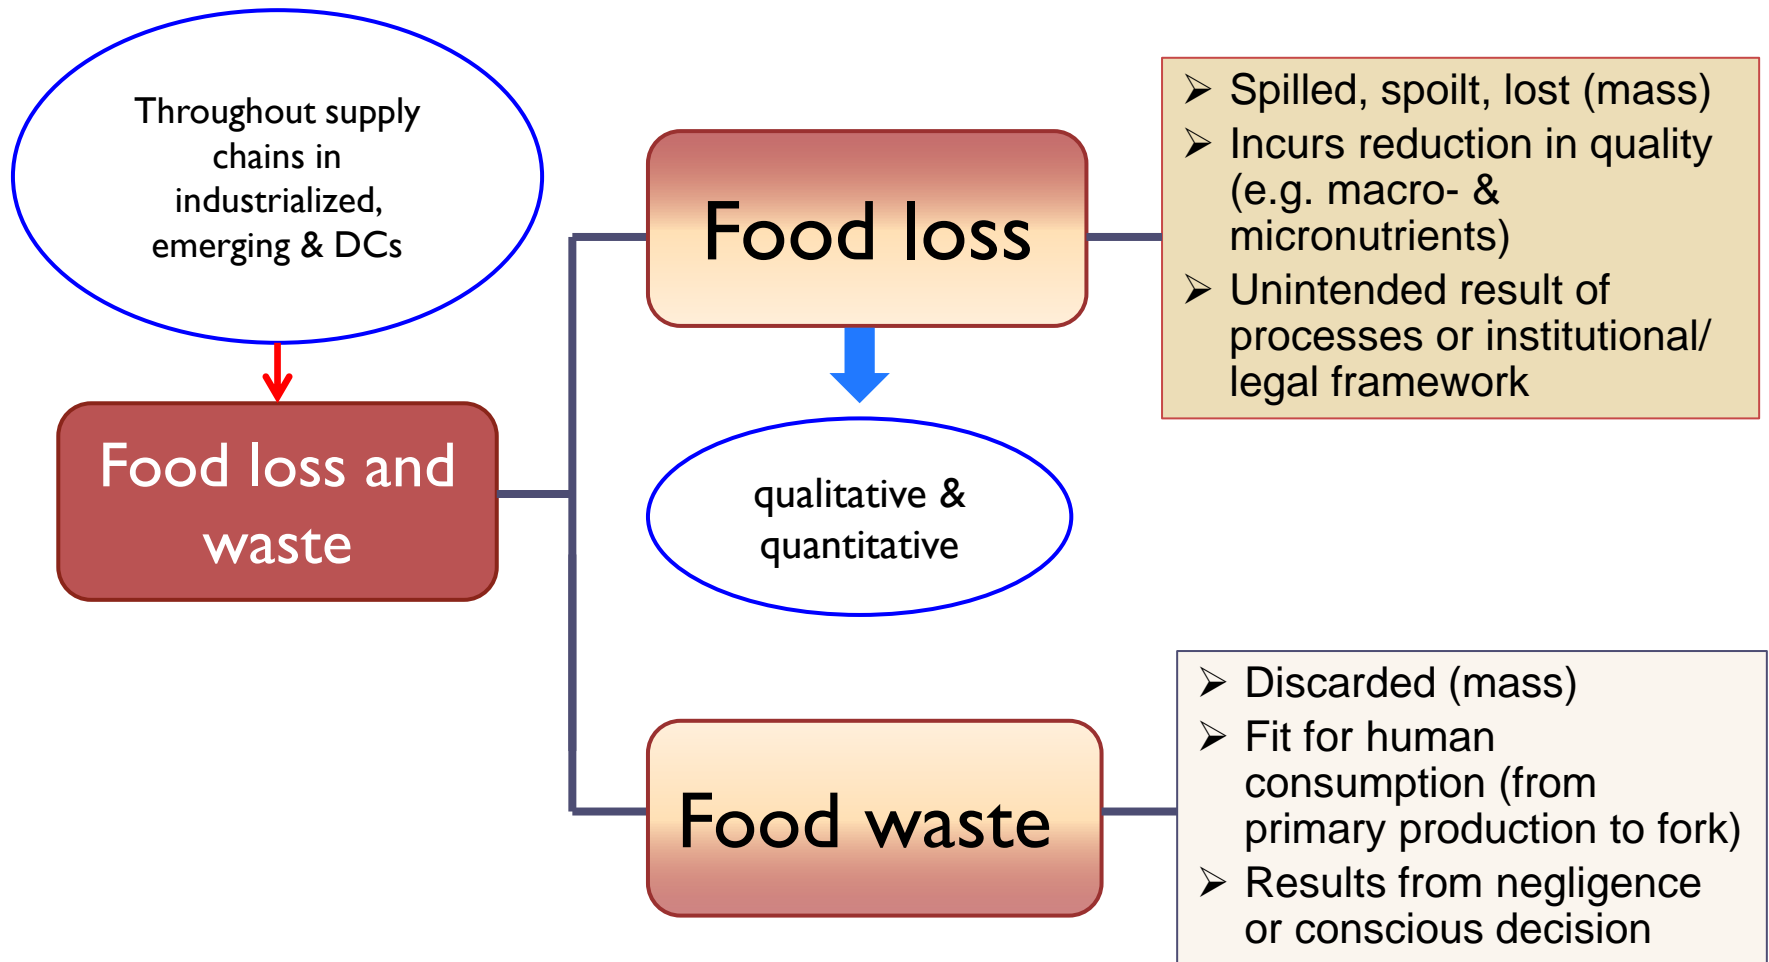 Throughout supply
chains in
industrialized,
emerging & DCs
Food loss and
waste
Food loss
qualitative &
quantitative
Food waste
➢ Spilled, spoilt, lost (mass)
➢ Incurs reduction in quality
(e.g. macro- &
micronutrients)
➢ Unintended result of
processes or institutional/
legal framework
➢ Discarded (mass)
➢ Fit for human
consumption (from
primary production to fork)
➢ Results from negligence
or conscious decision